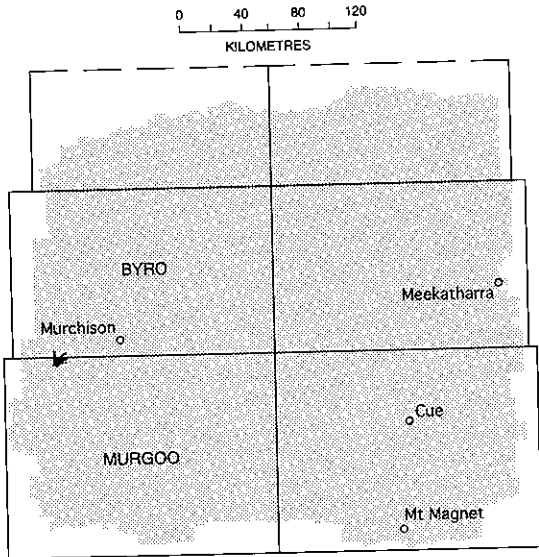 0 40 80 120
KILOMETRES
BYRO
Meekatharra
Murchison
Cue
MURGOO
Mt Magnet